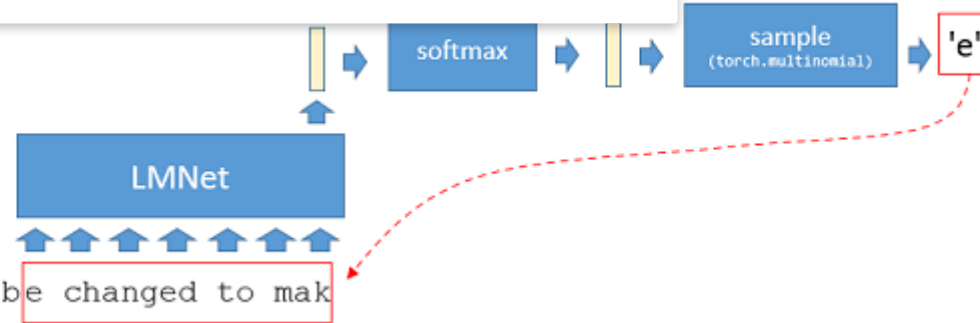 softmax
sample
(torch.multinomial)
'e'
LMNet
be changed to mak